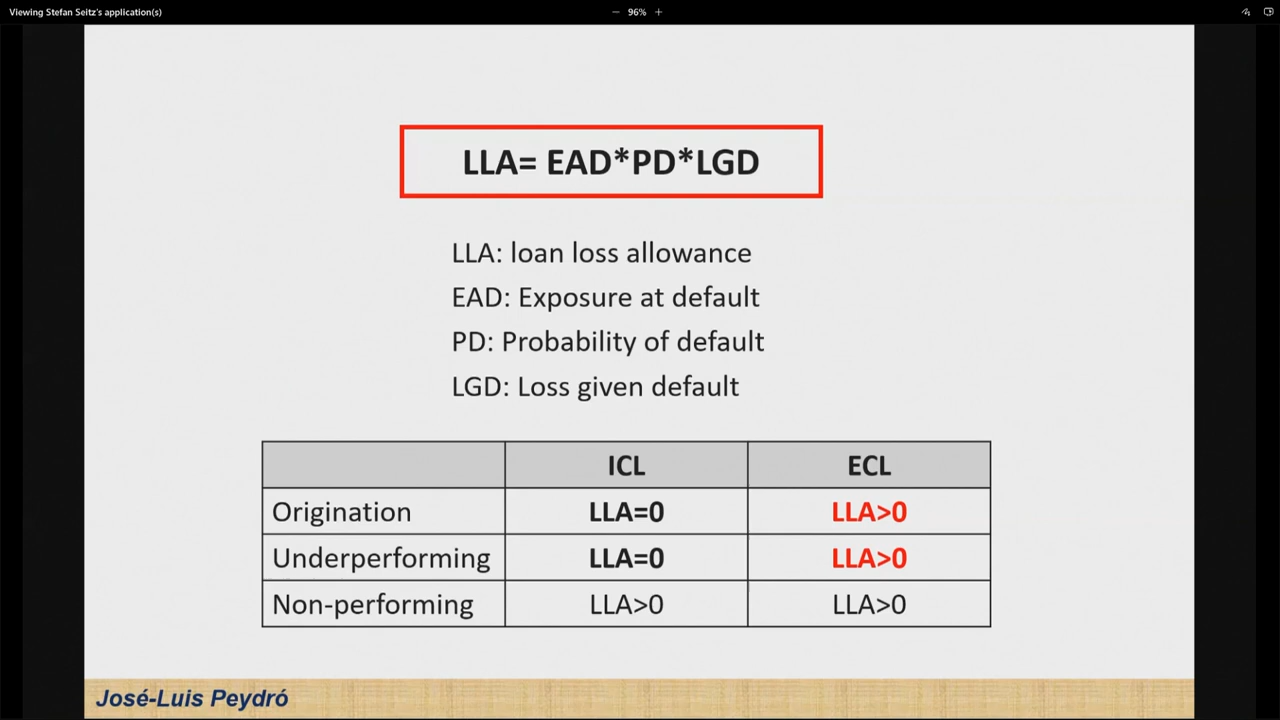 Viewing Stefan Seitz's application(s)
− 96% +
LLA= EAD*PD*LGD
LLA: loan loss allowance
EAD: Exposure at default
PD: Probability of default
LGD: Loss given default
ICL ECL
Origination LLA=0 LLA>0
Underperforming LLA=0 LLA>0
Non-performing LLA>0 LLA>0
José-Luis Peydró